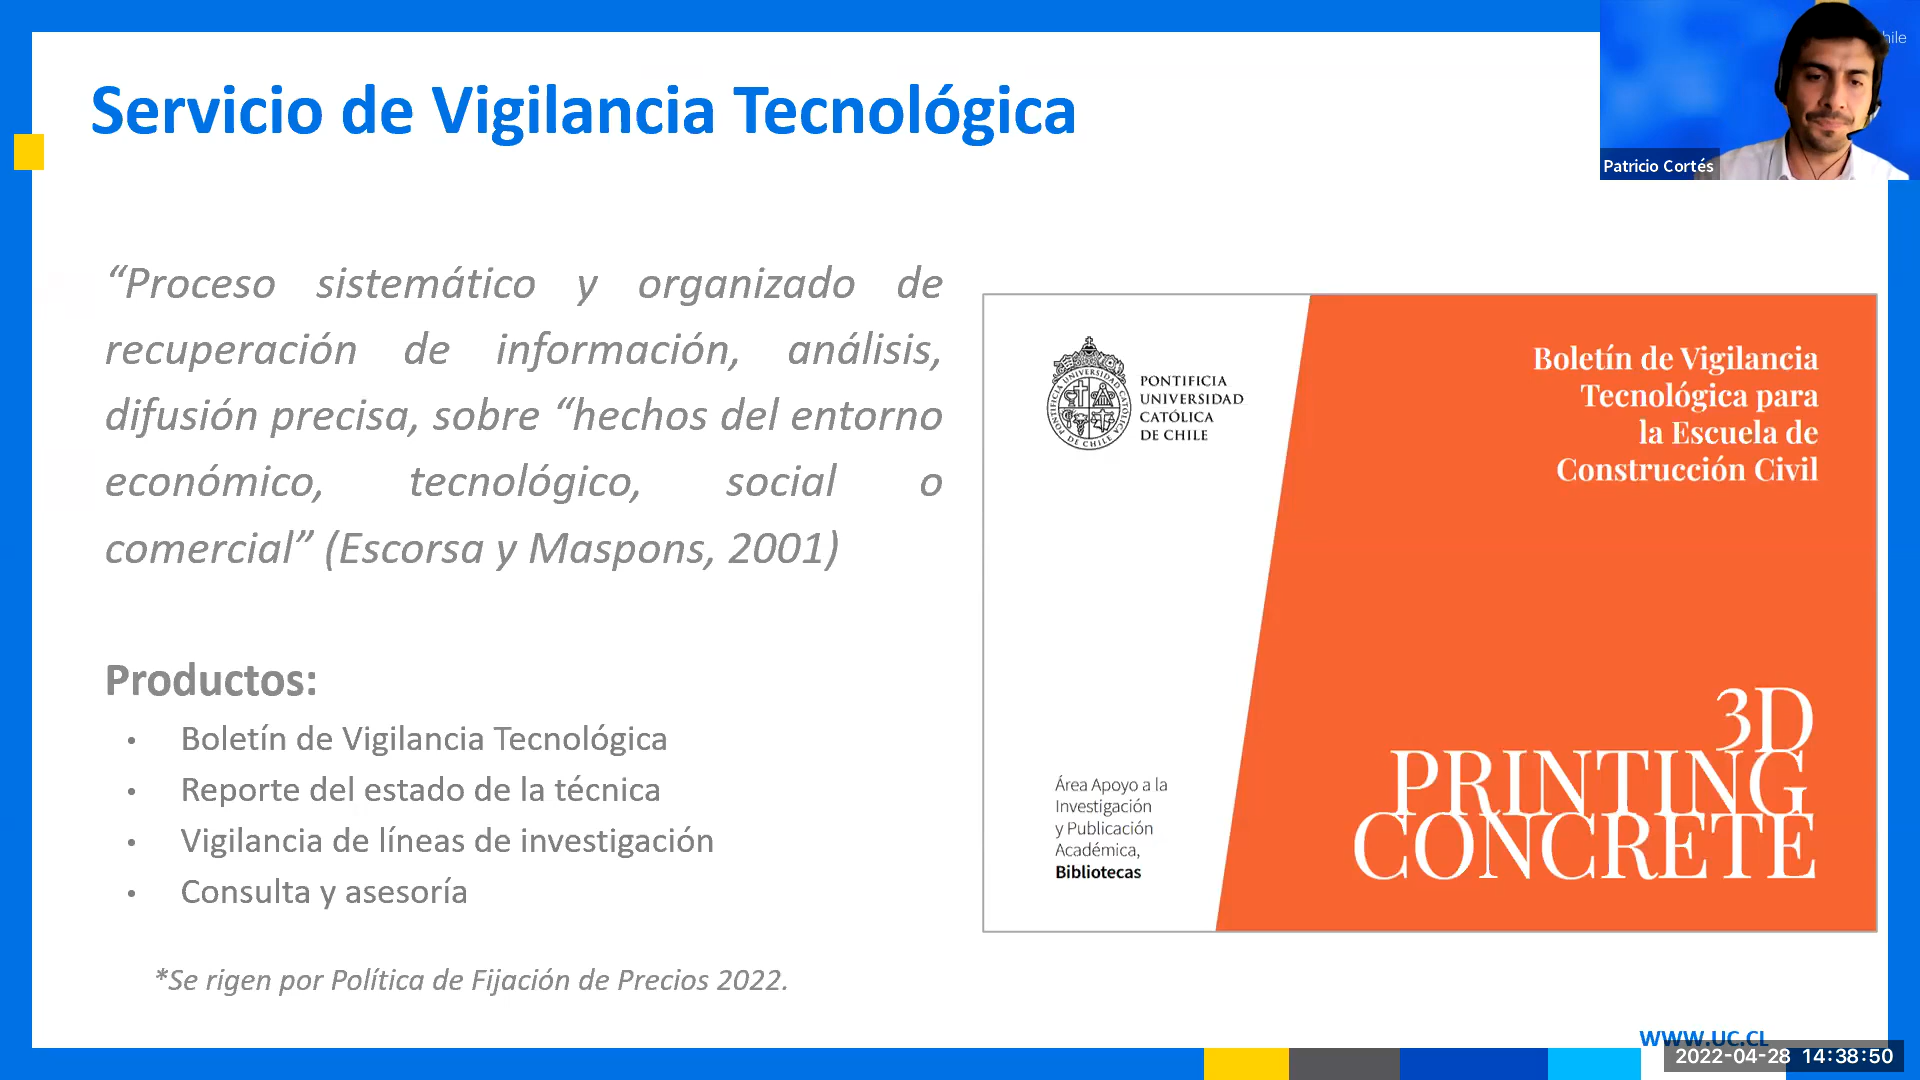 Servicio de Vigilancia Tecnológica
hile
Patricio Cortés
“Proceso sistemático y organizado de
recuperación de información, análisis,
difusión precisa, sobre “hechos del entorno
económico, tecnológico, social o
comercial” (Escorsa y Maspons, 2001)
Productos:
• Boletín de Vigilancia Tecnológica
• Reporte del estado de la técnica
• Vigilancia de líneas de investigación
• Consulta y asesoría
*Se rigen por Política de Fijación de Precios 2022.
PONTIFICIA
UNIVERSIDAD
CATÓLICA
DE CHILE
Boletín de Vigilancia
Tecnológica para
la Escuela de
Construcción Civil
3D
PRINTING
CONCRETE
Área Apoyo a la
Investigación
y Publicación
Académica,
Bibliotecas
WWW.UC.CL
2022-04-28 14:38:50